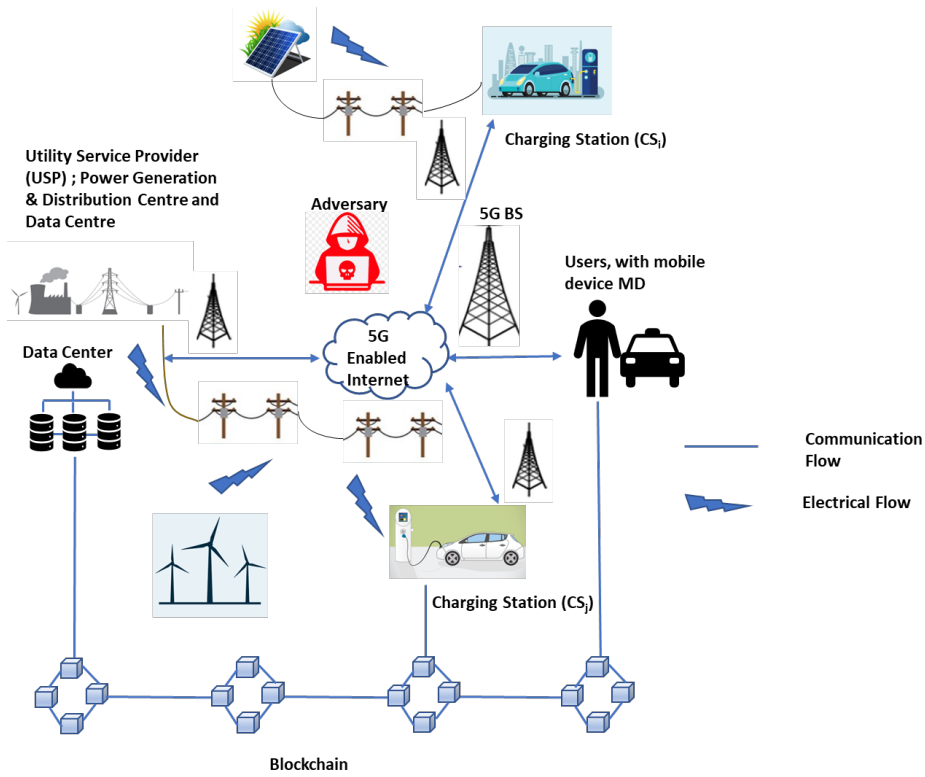 Charging Station (CSi)
Utility Service Provider
(USP) ; Power Generation
& Distribution Centre and
Data Centre
Adversary
5G BS
Users, with mobile
device MD
5G
Enabled
Internet
Data Center
Communication
Flow
Electrical Flow
Charging Station (CSj)
Blockchain